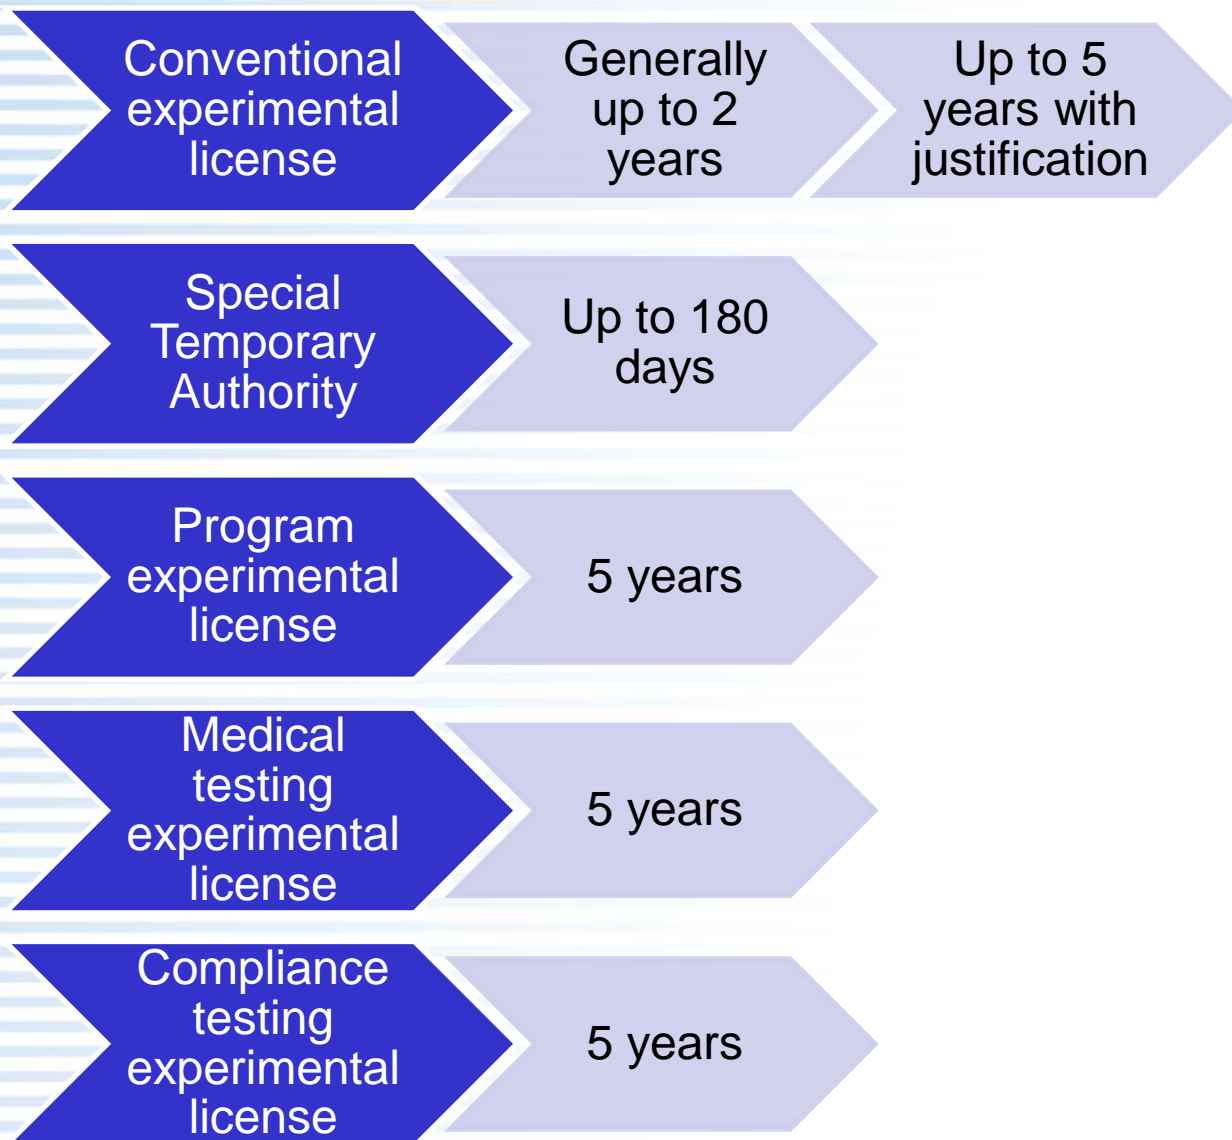 Conventional
experimental
license
Generally
up to 2
years
Up to 5
years with
justification
Special
Temporary
Authority
Up to 180
days
Program
experimental
license
5 years
Medical
testing
experimental
license
5 years
Compliance
testing
experimental
license
5 years